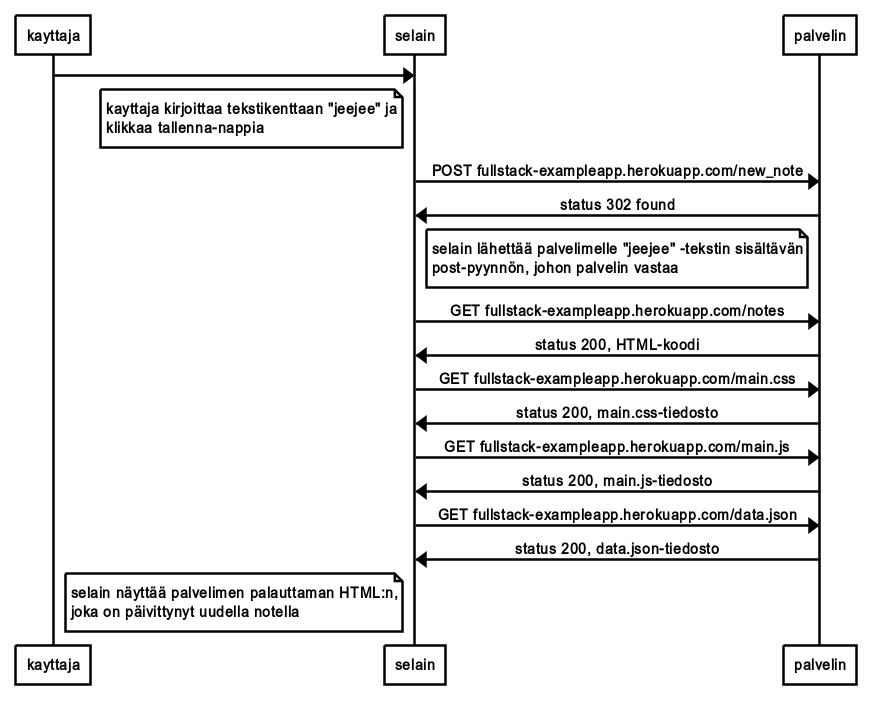 kayttaja
selain
palvelin
kayttaja kirjoittaa tekstikenttaan "jeejee" ja
klikkaa tallenna-nappia
POST fullstack-exampleapp.herokuapp.com/new_note
status 302 found
selain lähettää palvelimelle "jeejee" -tekstin sisältävän
post-pyynnön, johon palvelin vastaa
GET fullstack-exampleapp.herokuapp.com/notes
status 200, HTML-koodi
GET fullstack-exampleapp.herokuapp.com/main.css
status 200, main.css-tiedosto
GET fullstack-exampleapp.herokuapp.com/main.js
status 200, main.js-tiedosto
GET fullstack-exampleapp.herokuapp.com/data.json
status 200, data.json-tiedosto
selain näyttää palvelimen palauttaman HTML:n,
joka on päivittynyt uudella notella
kayttaja
selain
palvelin